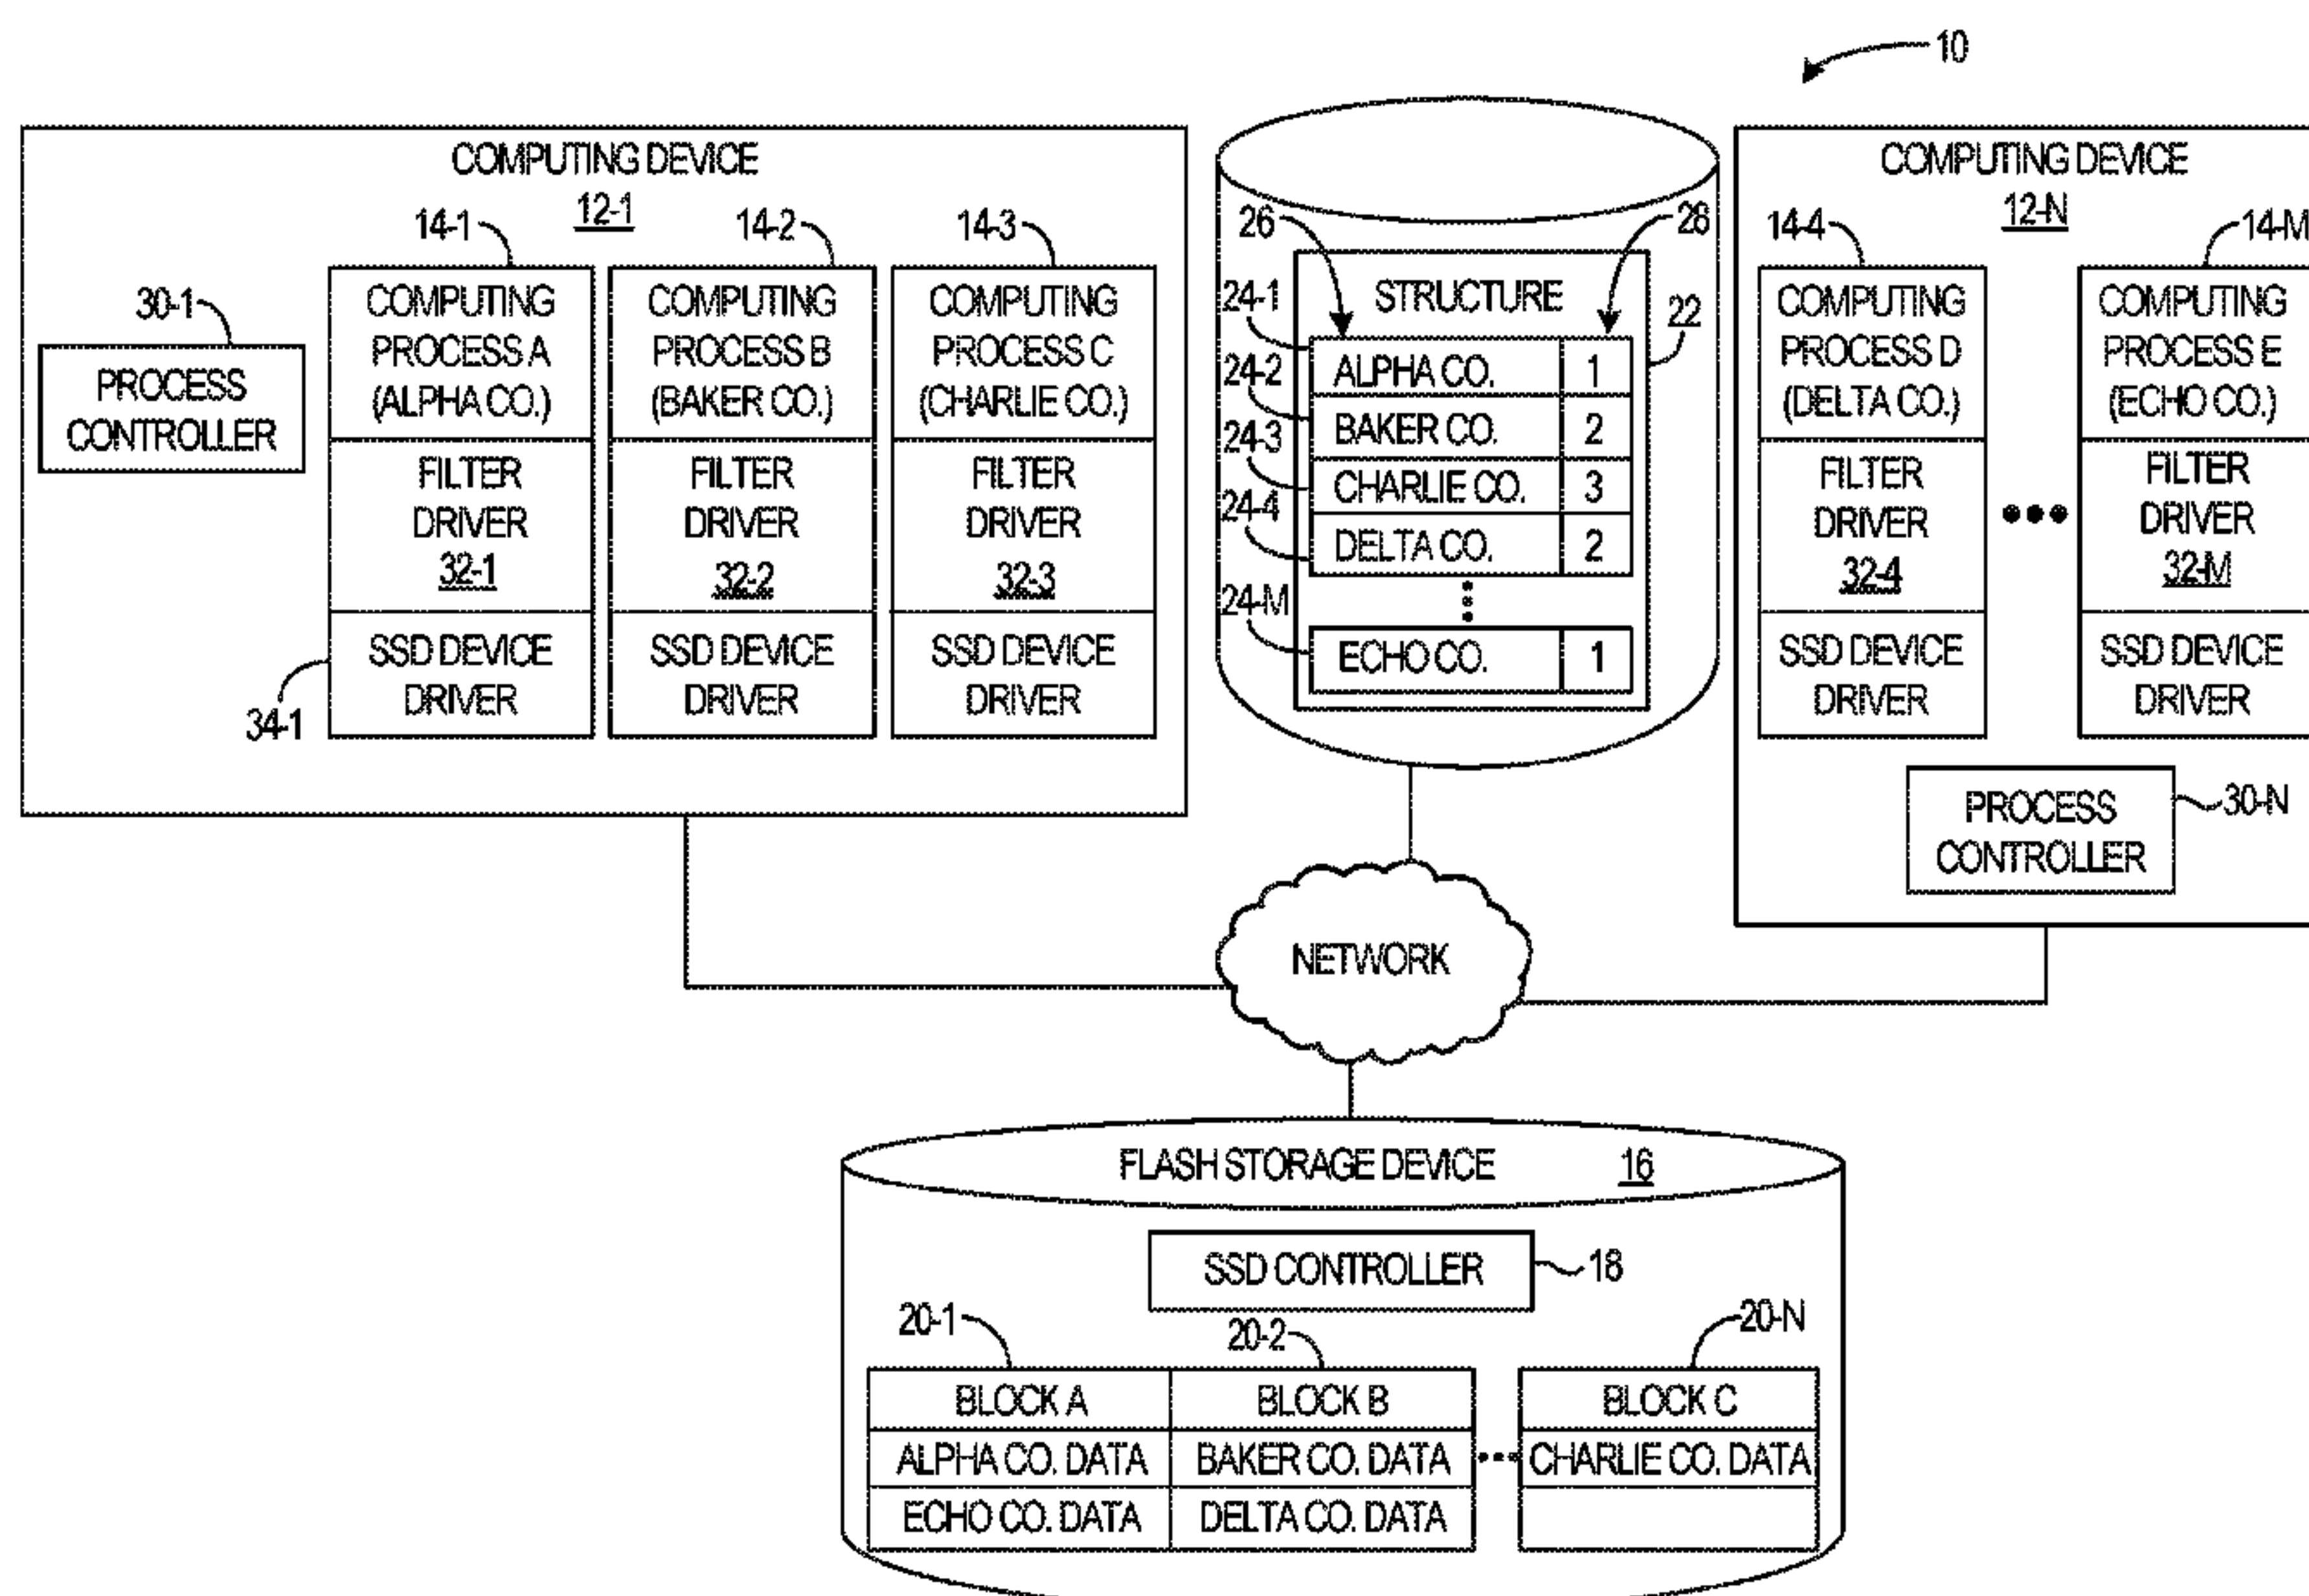 10
COMPUTING DEVICE
12-1
14-1
14-2
14-3
30-1
PROCESS
CONTROLLER
COMPUTING
PROCESS A
(ALPHA CO.)
FILTER
DRIVER
32-1
SSD DEVICE
DRIVER
34-1
COMPUTING
PROCESS B
(BAKER CO.)
FILTER
DRIVER
32-2
SSD DEVICE
DRIVER
COMPUTING
PROCESS C
(CHARLIE CO.)
FILTER
DRIVER
32-3
SSD DEVICE
DRIVER
26
28
STRUCTURE
22
24-1
ALPHA CO. 1
24-2
BAKER CO. 2
24-3
CHARLIE CO. 3
24-4
DELTA CO. 2
24-M
ECHO CO. 1
COMPUTING DEVICE
12-N
14-4
14-M
COMPUTING
PROCESS D
(DELTA CO.)
FILTER
DRIVER
32-4
SSD DEVICE
DRIVER
COMPUTING
PROCESS E
(ECHO CO.)
FILTER
DRIVER
32-M
SSD DEVICE
DRIVER
PROCESS
CONTROLLER
30-N
NETWORK
FLASH STORAGE DEVICE 16
SSD CONTROLLER
18
20-1
20-2
20-N
BLOCK A
ALPHA CO. DATA
ECHO CO. DATA
BLOCK B
BAKER CO. DATA
DELTA CO. DATA
BLOCK C
CHARLIE CO. DATA